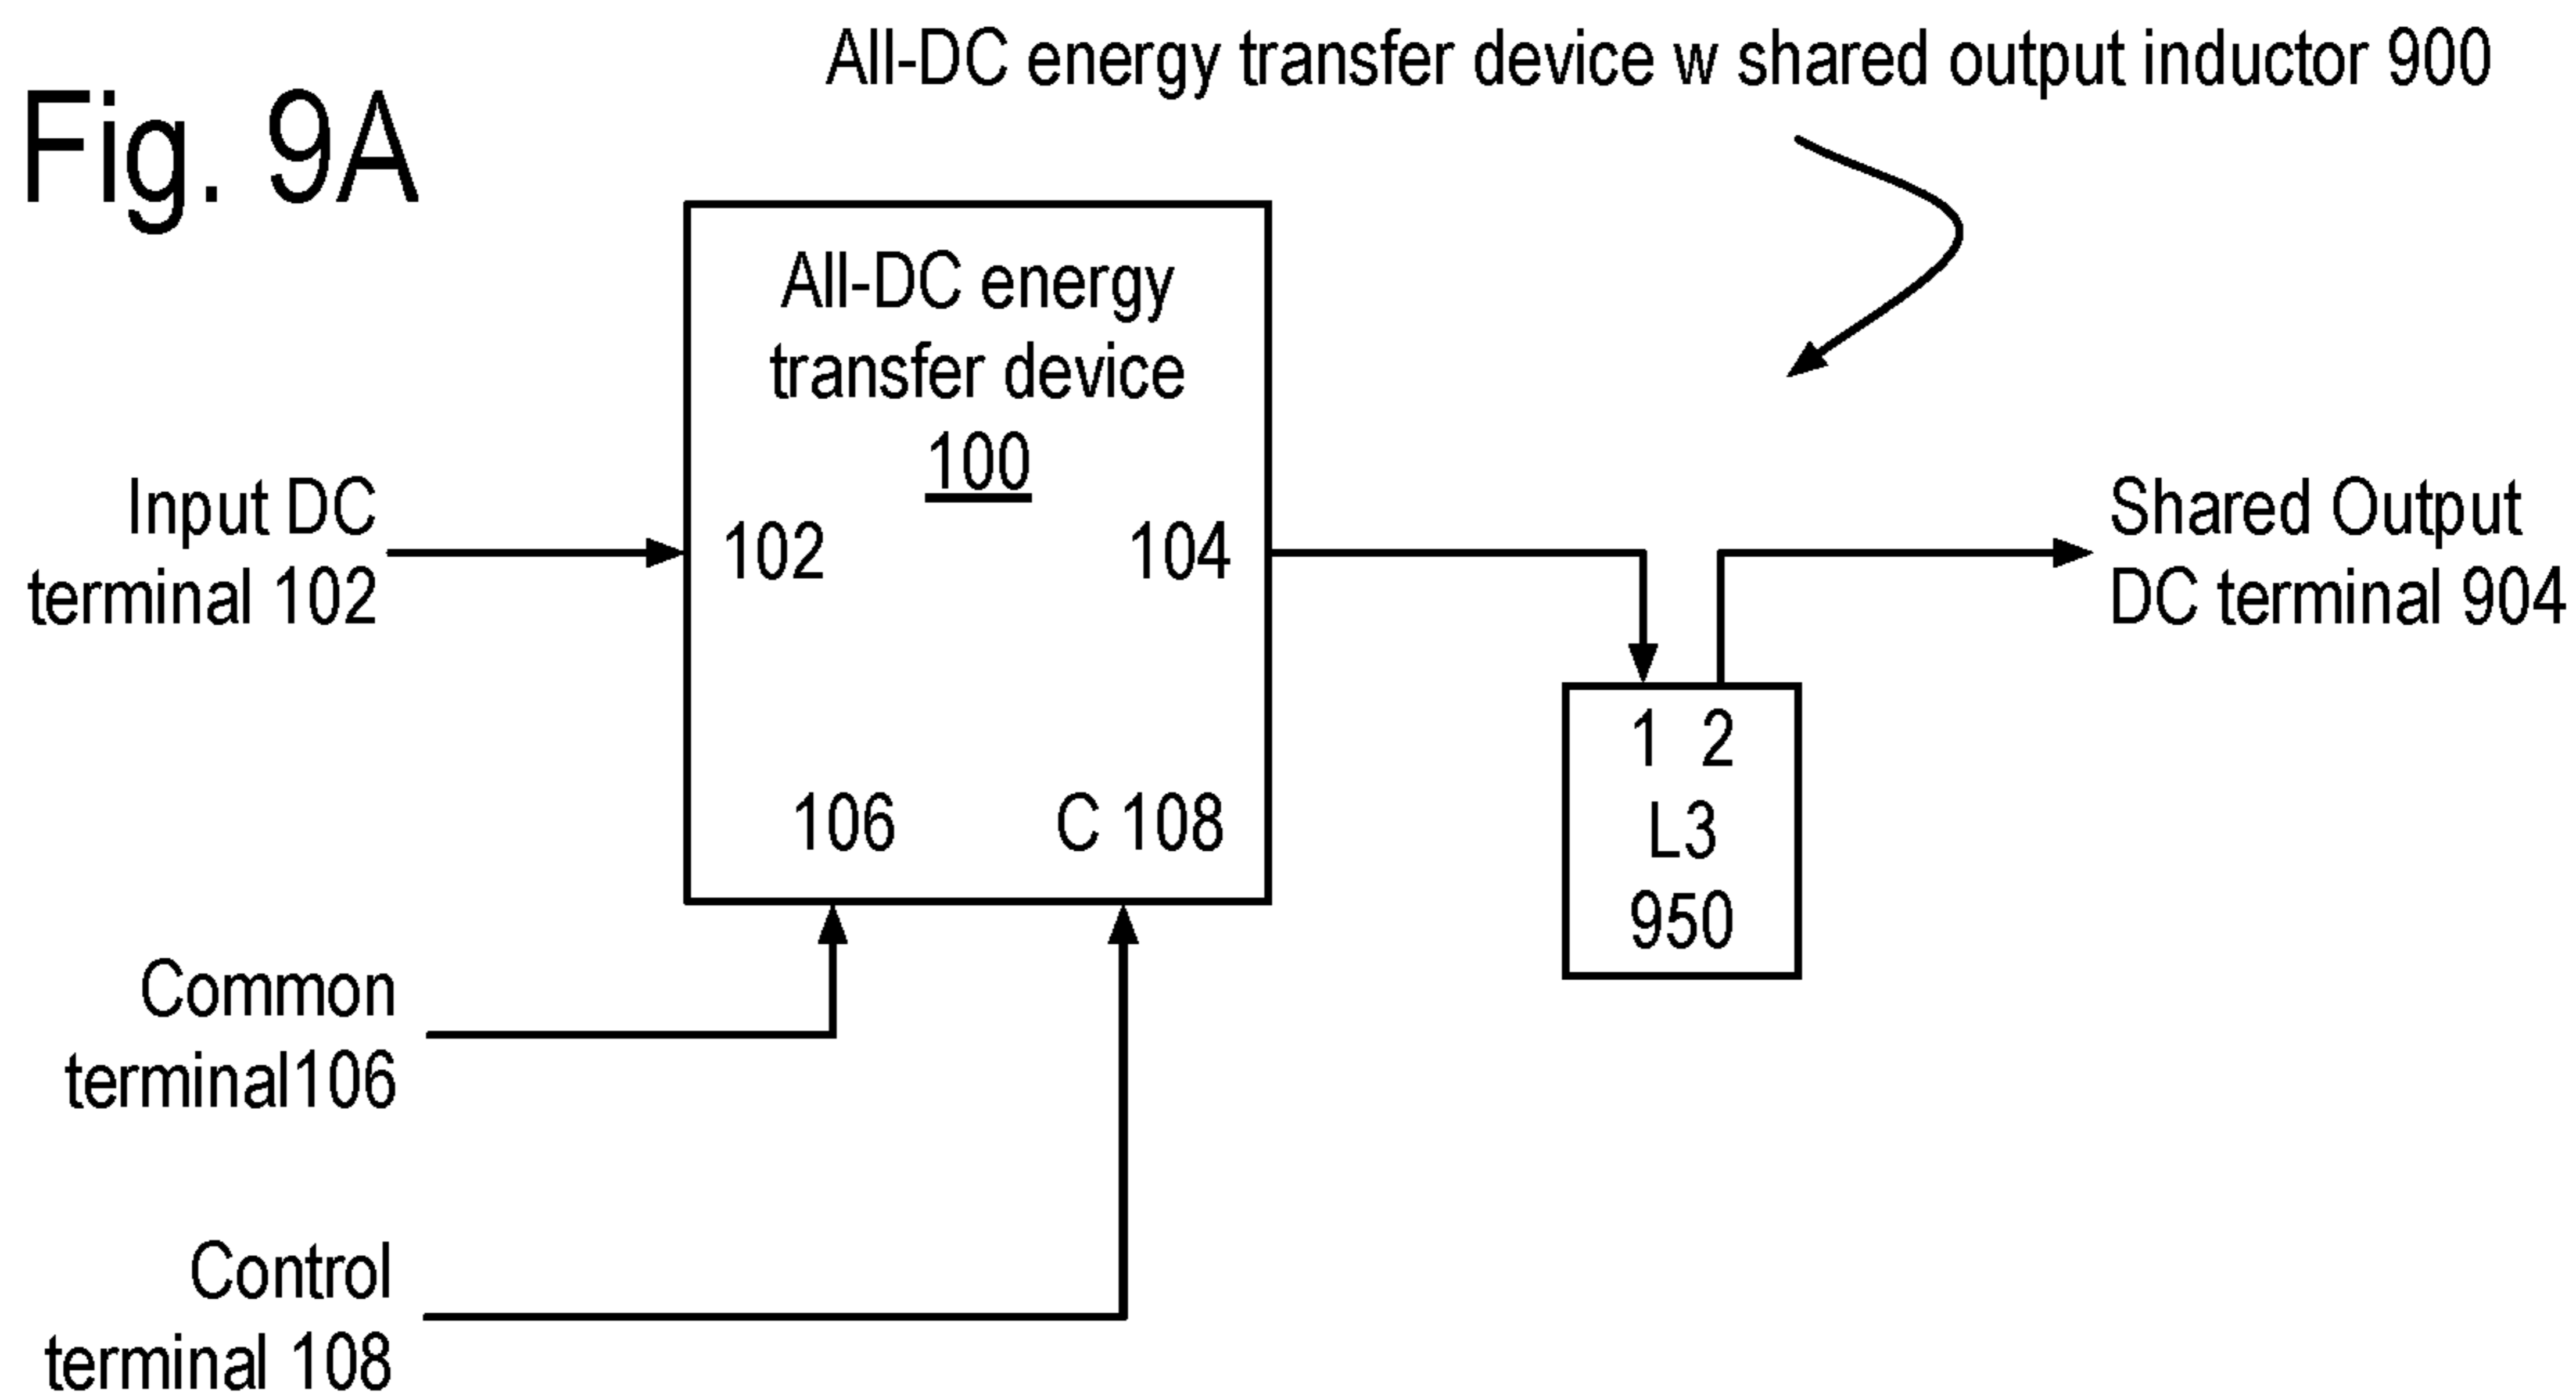 All-DC energy transfer device w shared output inductor 900
Fig. 9A
All-DC energy
transfer device
100
Input DC
terminal 102
102
104
Shared Output
DC terminal 904
1 2
L3
950
106
C 108
Common
terminal106
Control
terminal 108